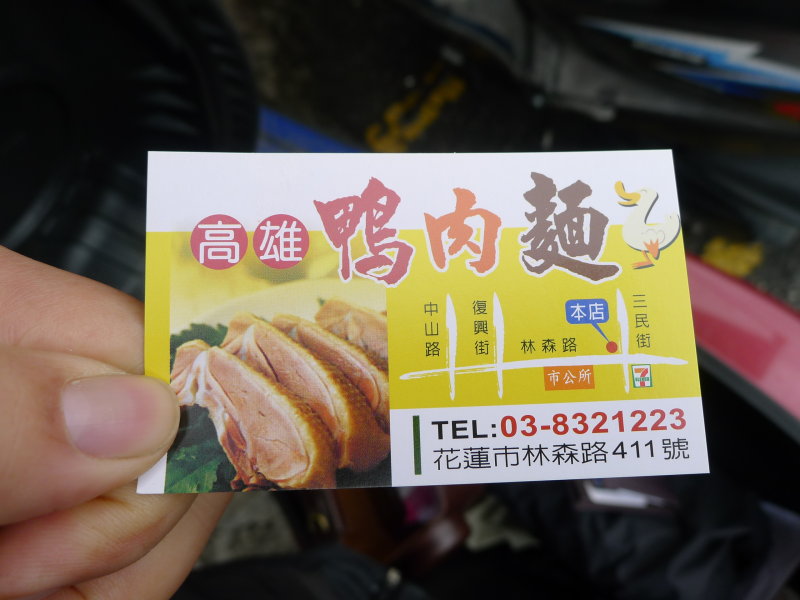 高雄 鴨肉麵
中山路
復興街
林森路
本店
三民街
市公所
7
TEL:03-8321223
花蓮市林森路411號